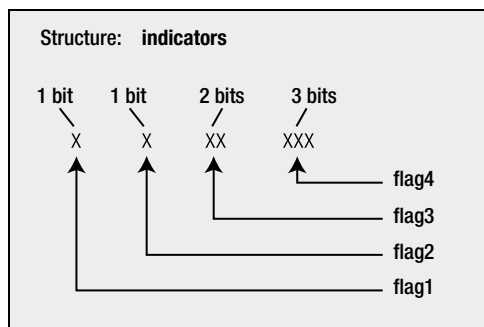 Structure: indicators
1 bit 1 bit 2 bits 3 bits
X X XX XXX
flag4
flag3
flag2
flag1